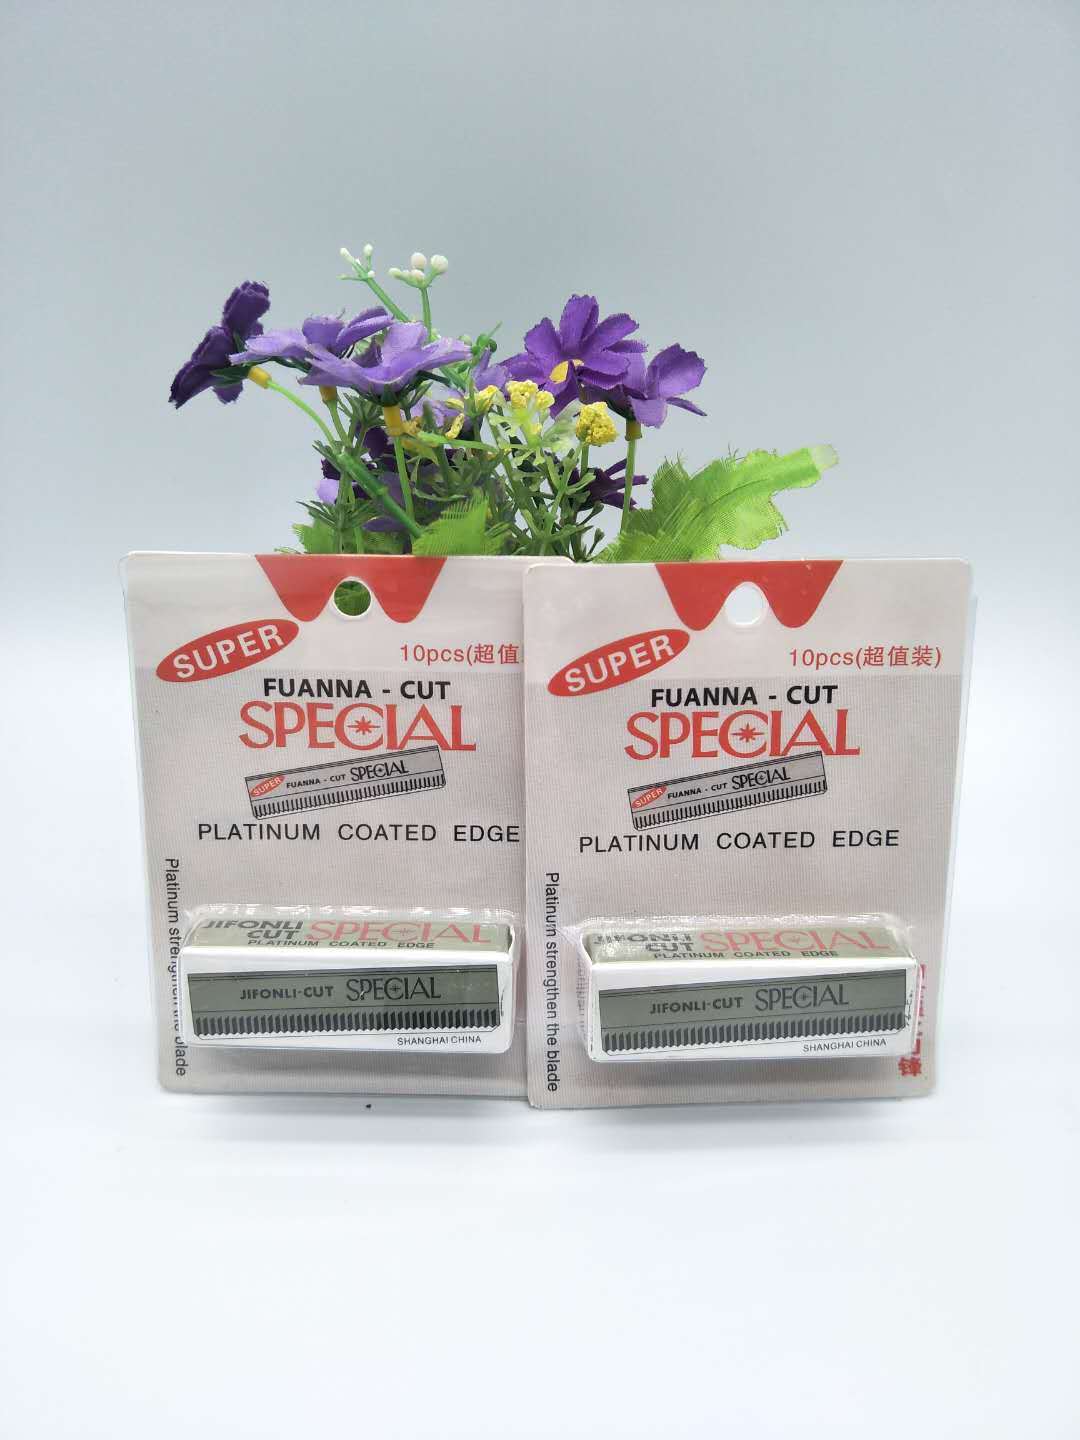 SUPER
10pcs(超值
FUANNA - CUT
SPECIAL
SUPER FUANNA - CUT SPECIAL
PLATINUM COATED EDGE
Platinum strengthen the blade
JIFONLI
CUT SPECIAL
PLATINUM COATED EDGE
JIFONLI-CUT SPECIAL
SHANGHAI CHINA
SUPER
10pcs(超值装)
FUANNA - CUT
SPECIAL
SUPER FUANNA - CUT SPECIAL
PLATINUM COATED EDGE
Platinum strengthen the blade
JIFONLI
CUT SPECIAL
PLATINUM COATED EDGE
JIFONLI-CUT SPECIAL
SHANGHAI CHINA
锋